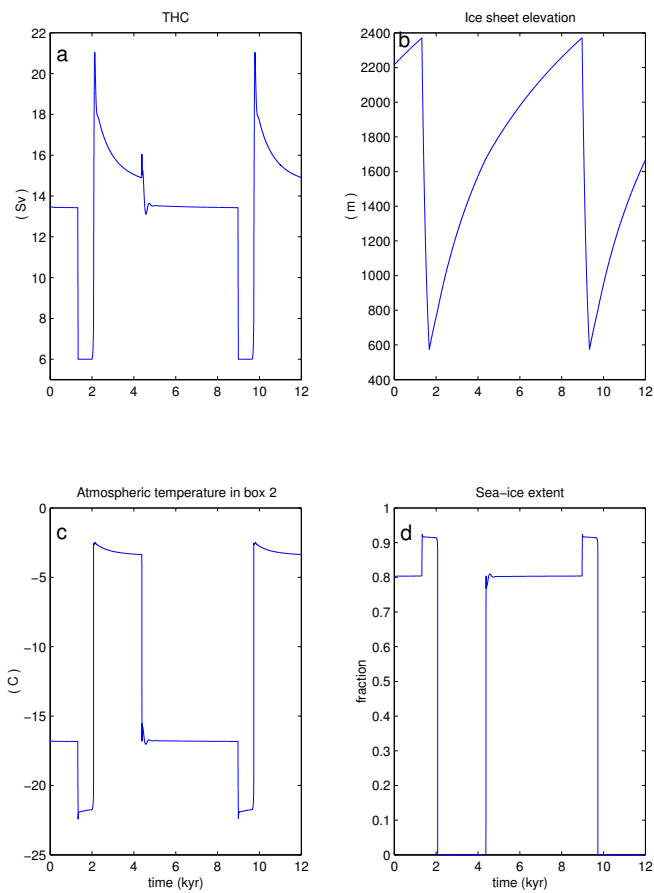 THC
a
( Sv )
22
20
18
16
14
12
10
8
6
0 2 4 6 8 10 12
Ice sheet elevation
b
( m )
2400
2200
2000
1800
1600
1400
1200
1000
800
600
400
0 2 4 6 8 10 12
Atmospheric temperature in box 2
c
( C )
0
−5
−10
−15
−20
−25
0 2 4 6 8 10 12
time (kyr)
Sea−ice extent
d
fraction
1
0.9
0.8
0.7
0.6
0.5
0.4
0.3
0.2
0.1
0
0 2 4 6 8 10 12
time (kyr)